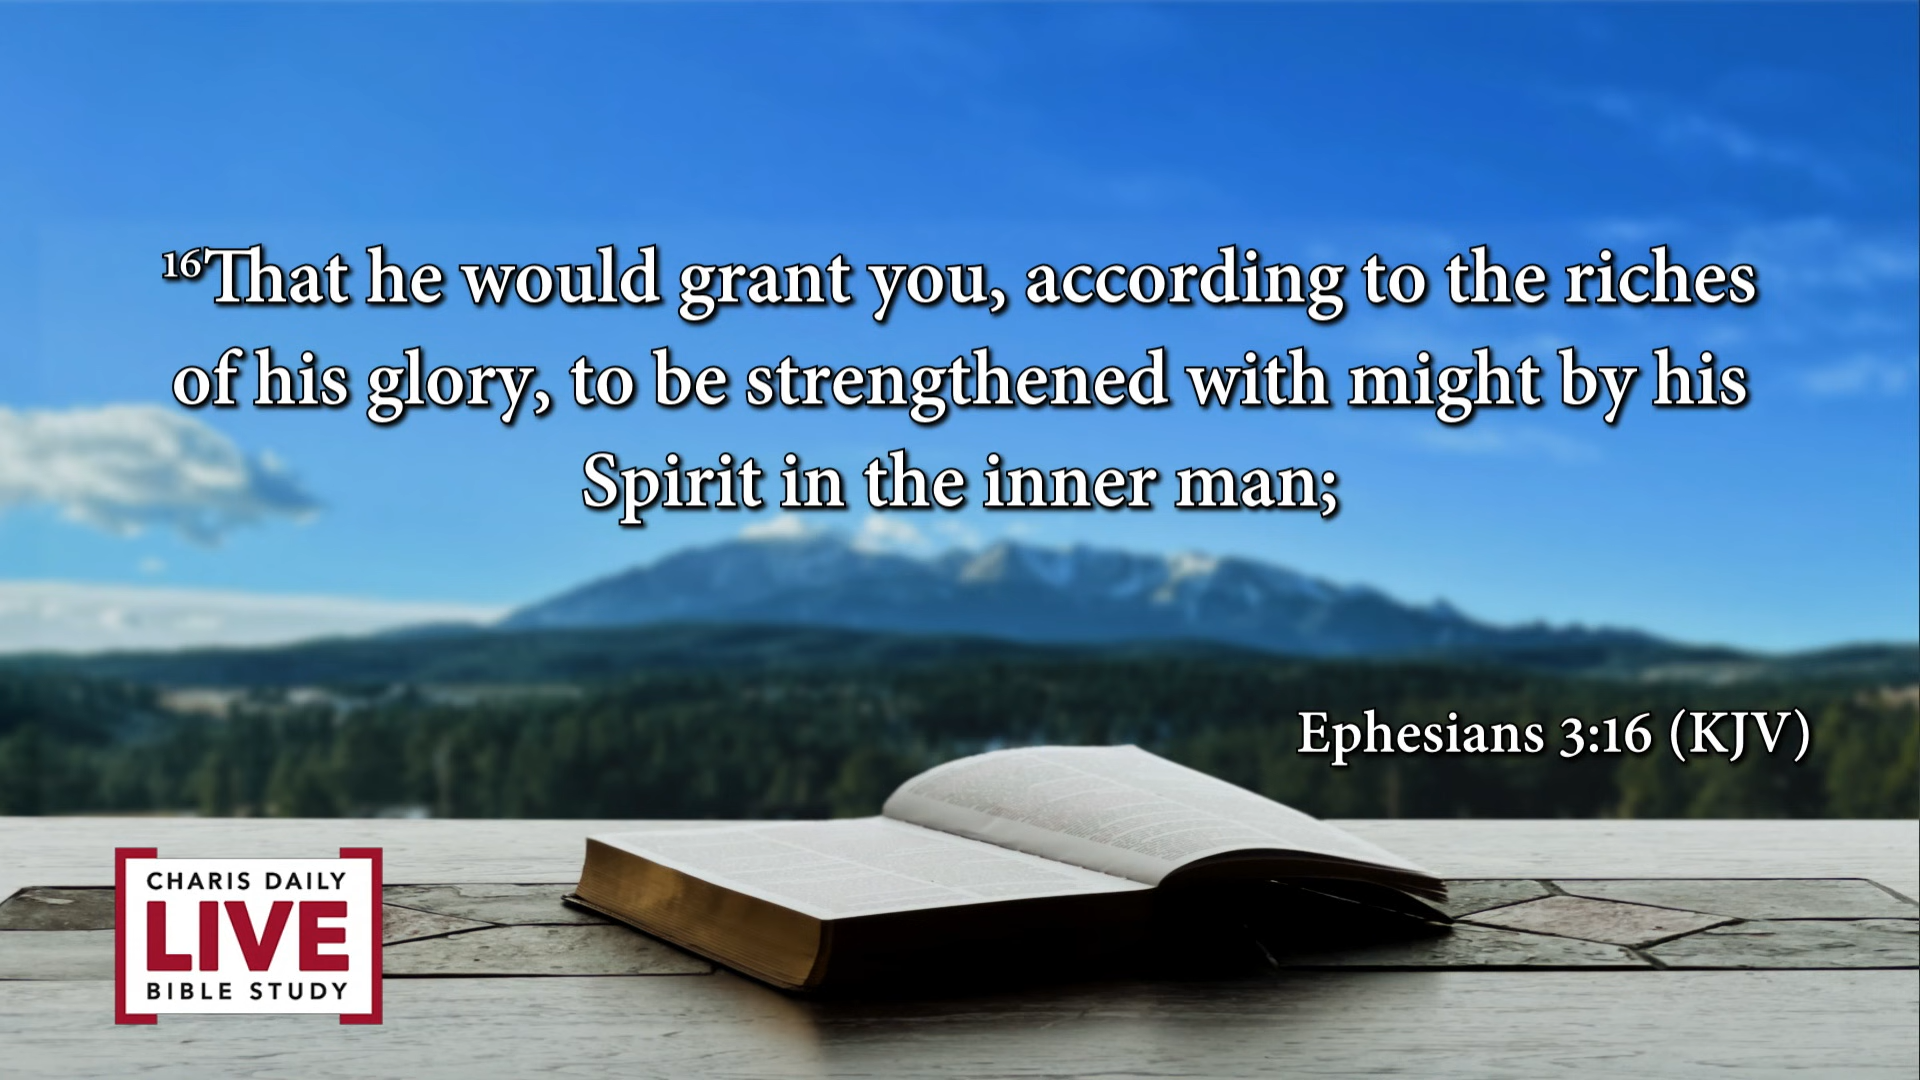 ¹⁶That he would grant you, according to the riches
of his glory, to be strengthened with might by his
Spirit in the inner man;
Ephesians 3:16 (KJV)
CHARIS DAILY
LIVE
BIBLE STUDY